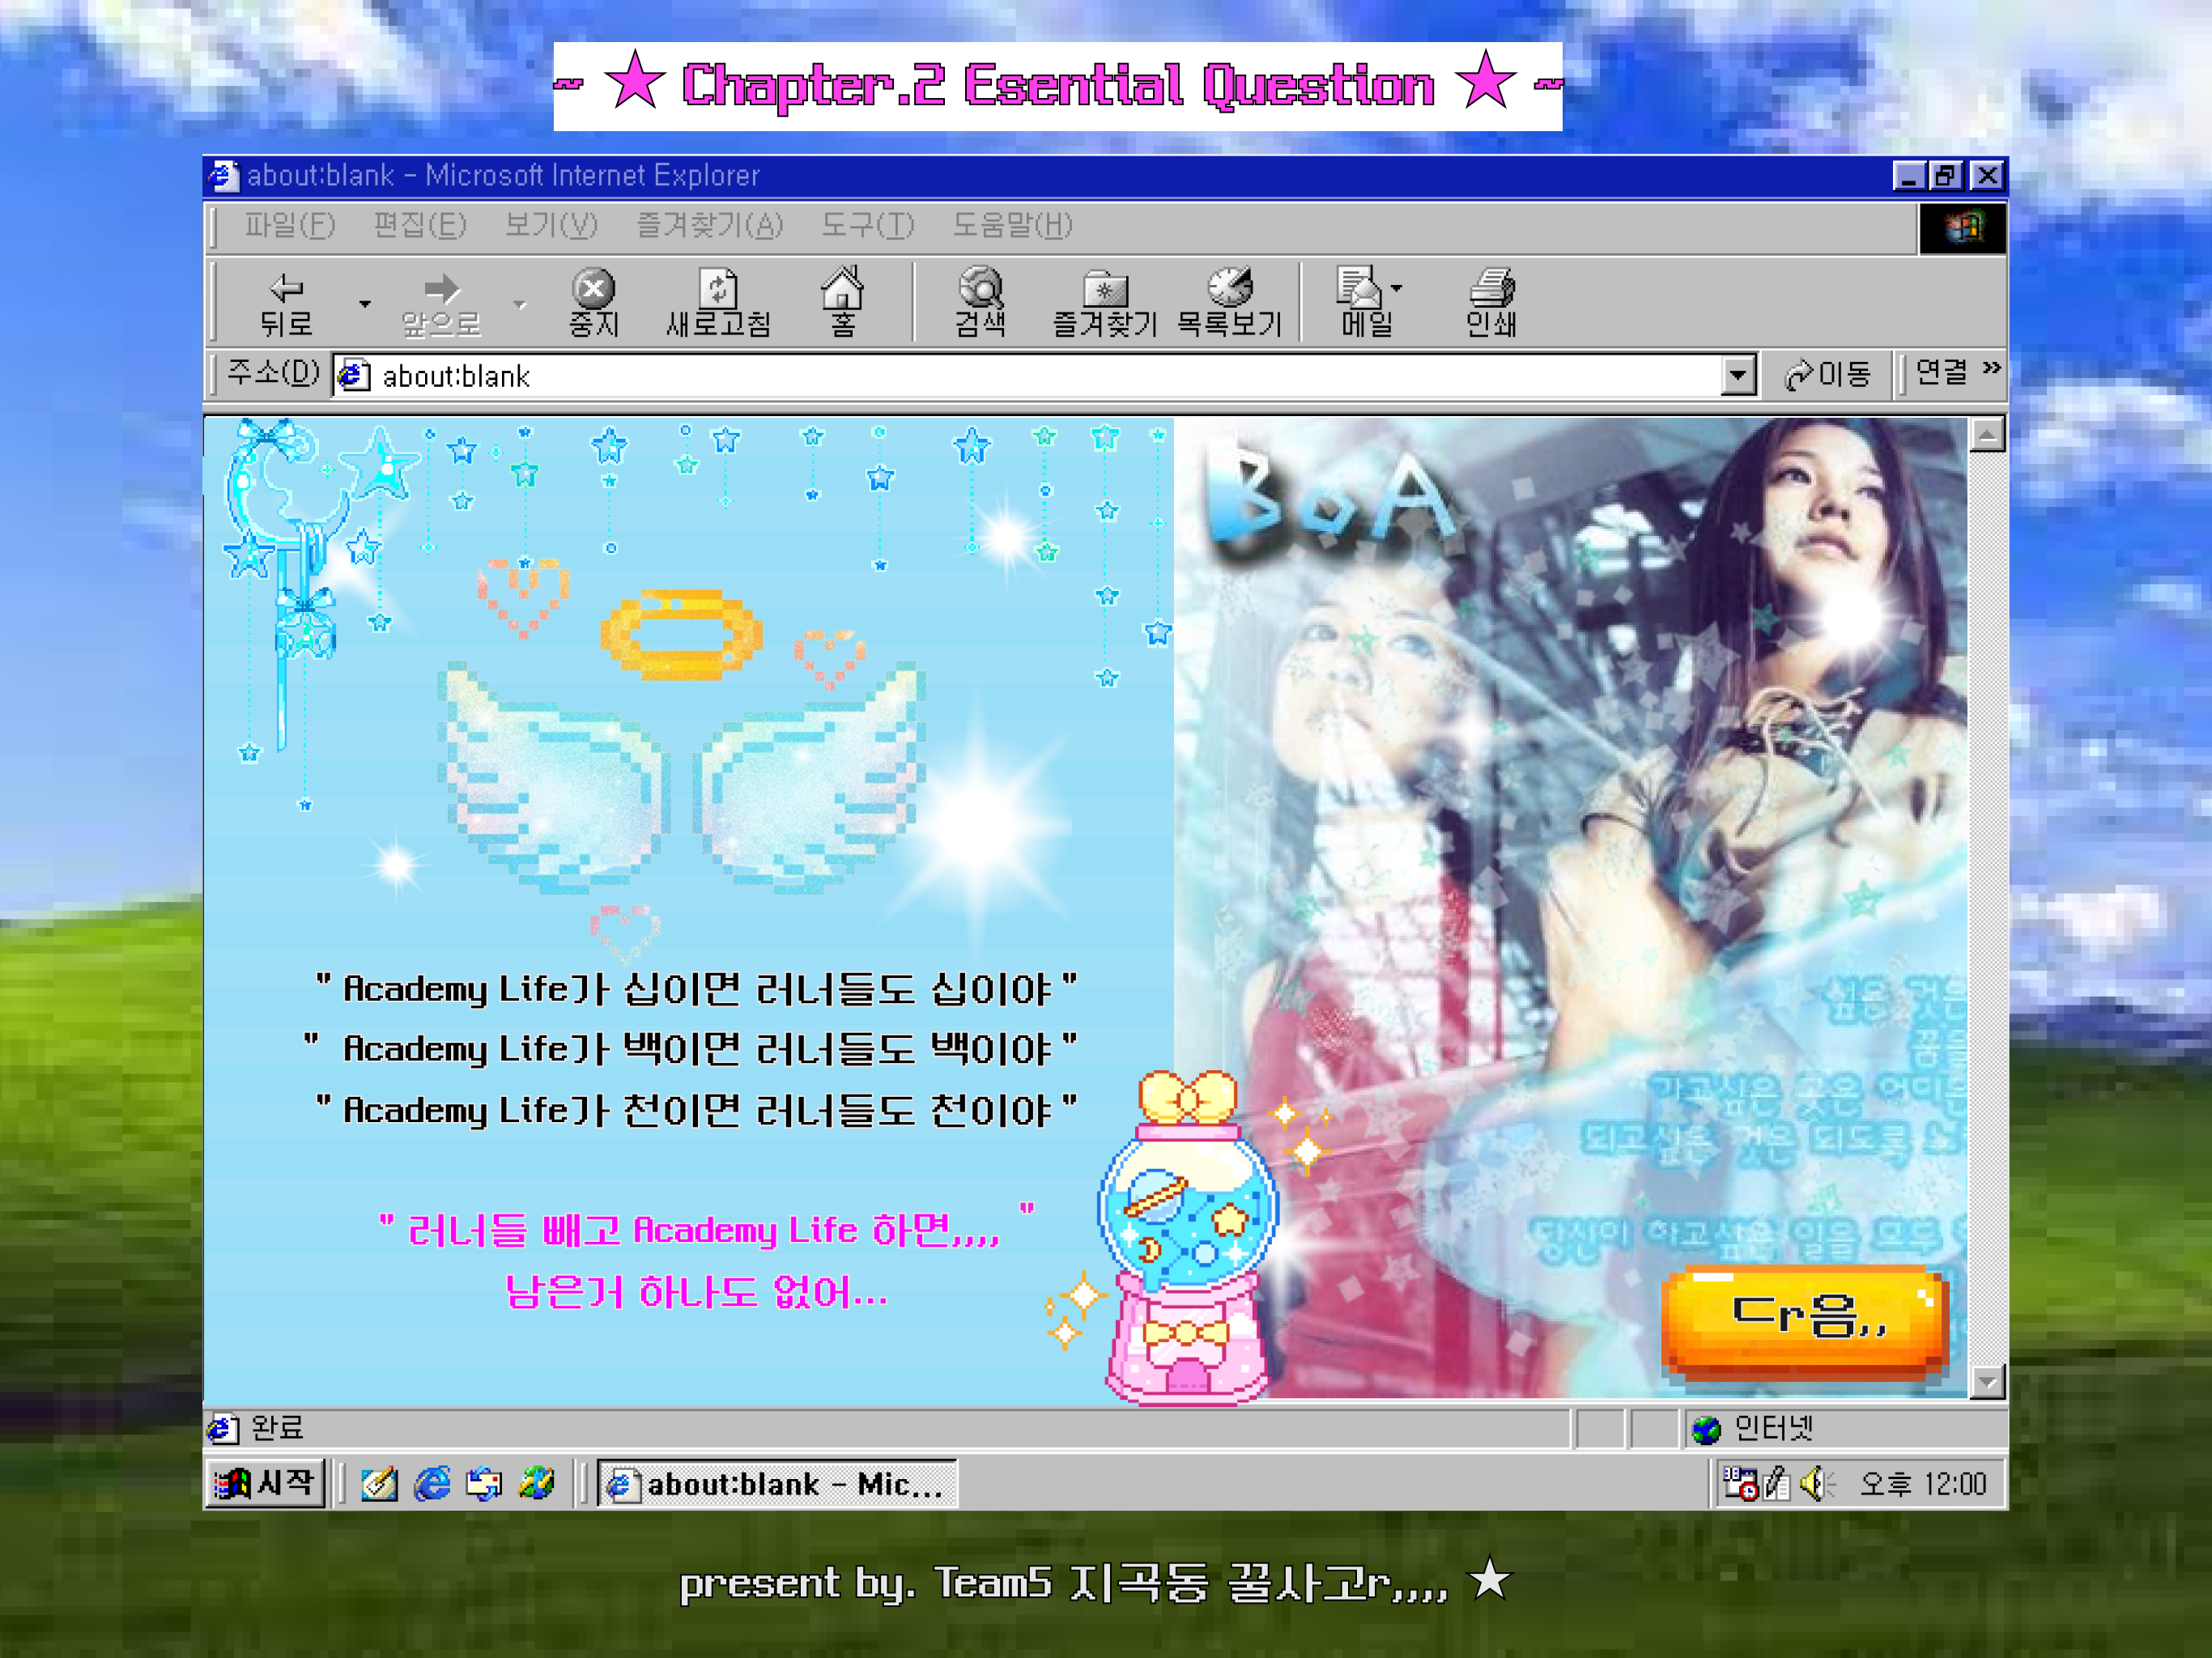 ~ ★ Chapter.2 Esential Question ★ ~
about:blank - Microsoft Internet Explorer
파일(F) 편집(E) 보기(V) 즐겨찾기(A) 도구(T) 도움말(H)
뒤로 앞으로 중지 새로고침 홈 검색 즐겨찾기 목록보기 메일 인쇄
주소(D) about:blank 이동 연결 »
BoA
" Academy Life가 십이면 러너들도 십이야 "
" Academy Life가 백이면 러너들도 백이야 "
" Academy Life가 천이면 러너들도 천이야 "
" 러너들 빼고 Academy Life 하면,,,, "
남은거 하나도 없어...
싶은 것은
꿈을
가고싶은 곳은 어디든
되고싶은 것은 되도록 노
당신이 하고싶은 일을 모두
ㄷr음,,
완료 인터넷
시작 about:blank - Mic... 오후 12:00
present by. Team5 지곡동 꿀사고r,,,, ★